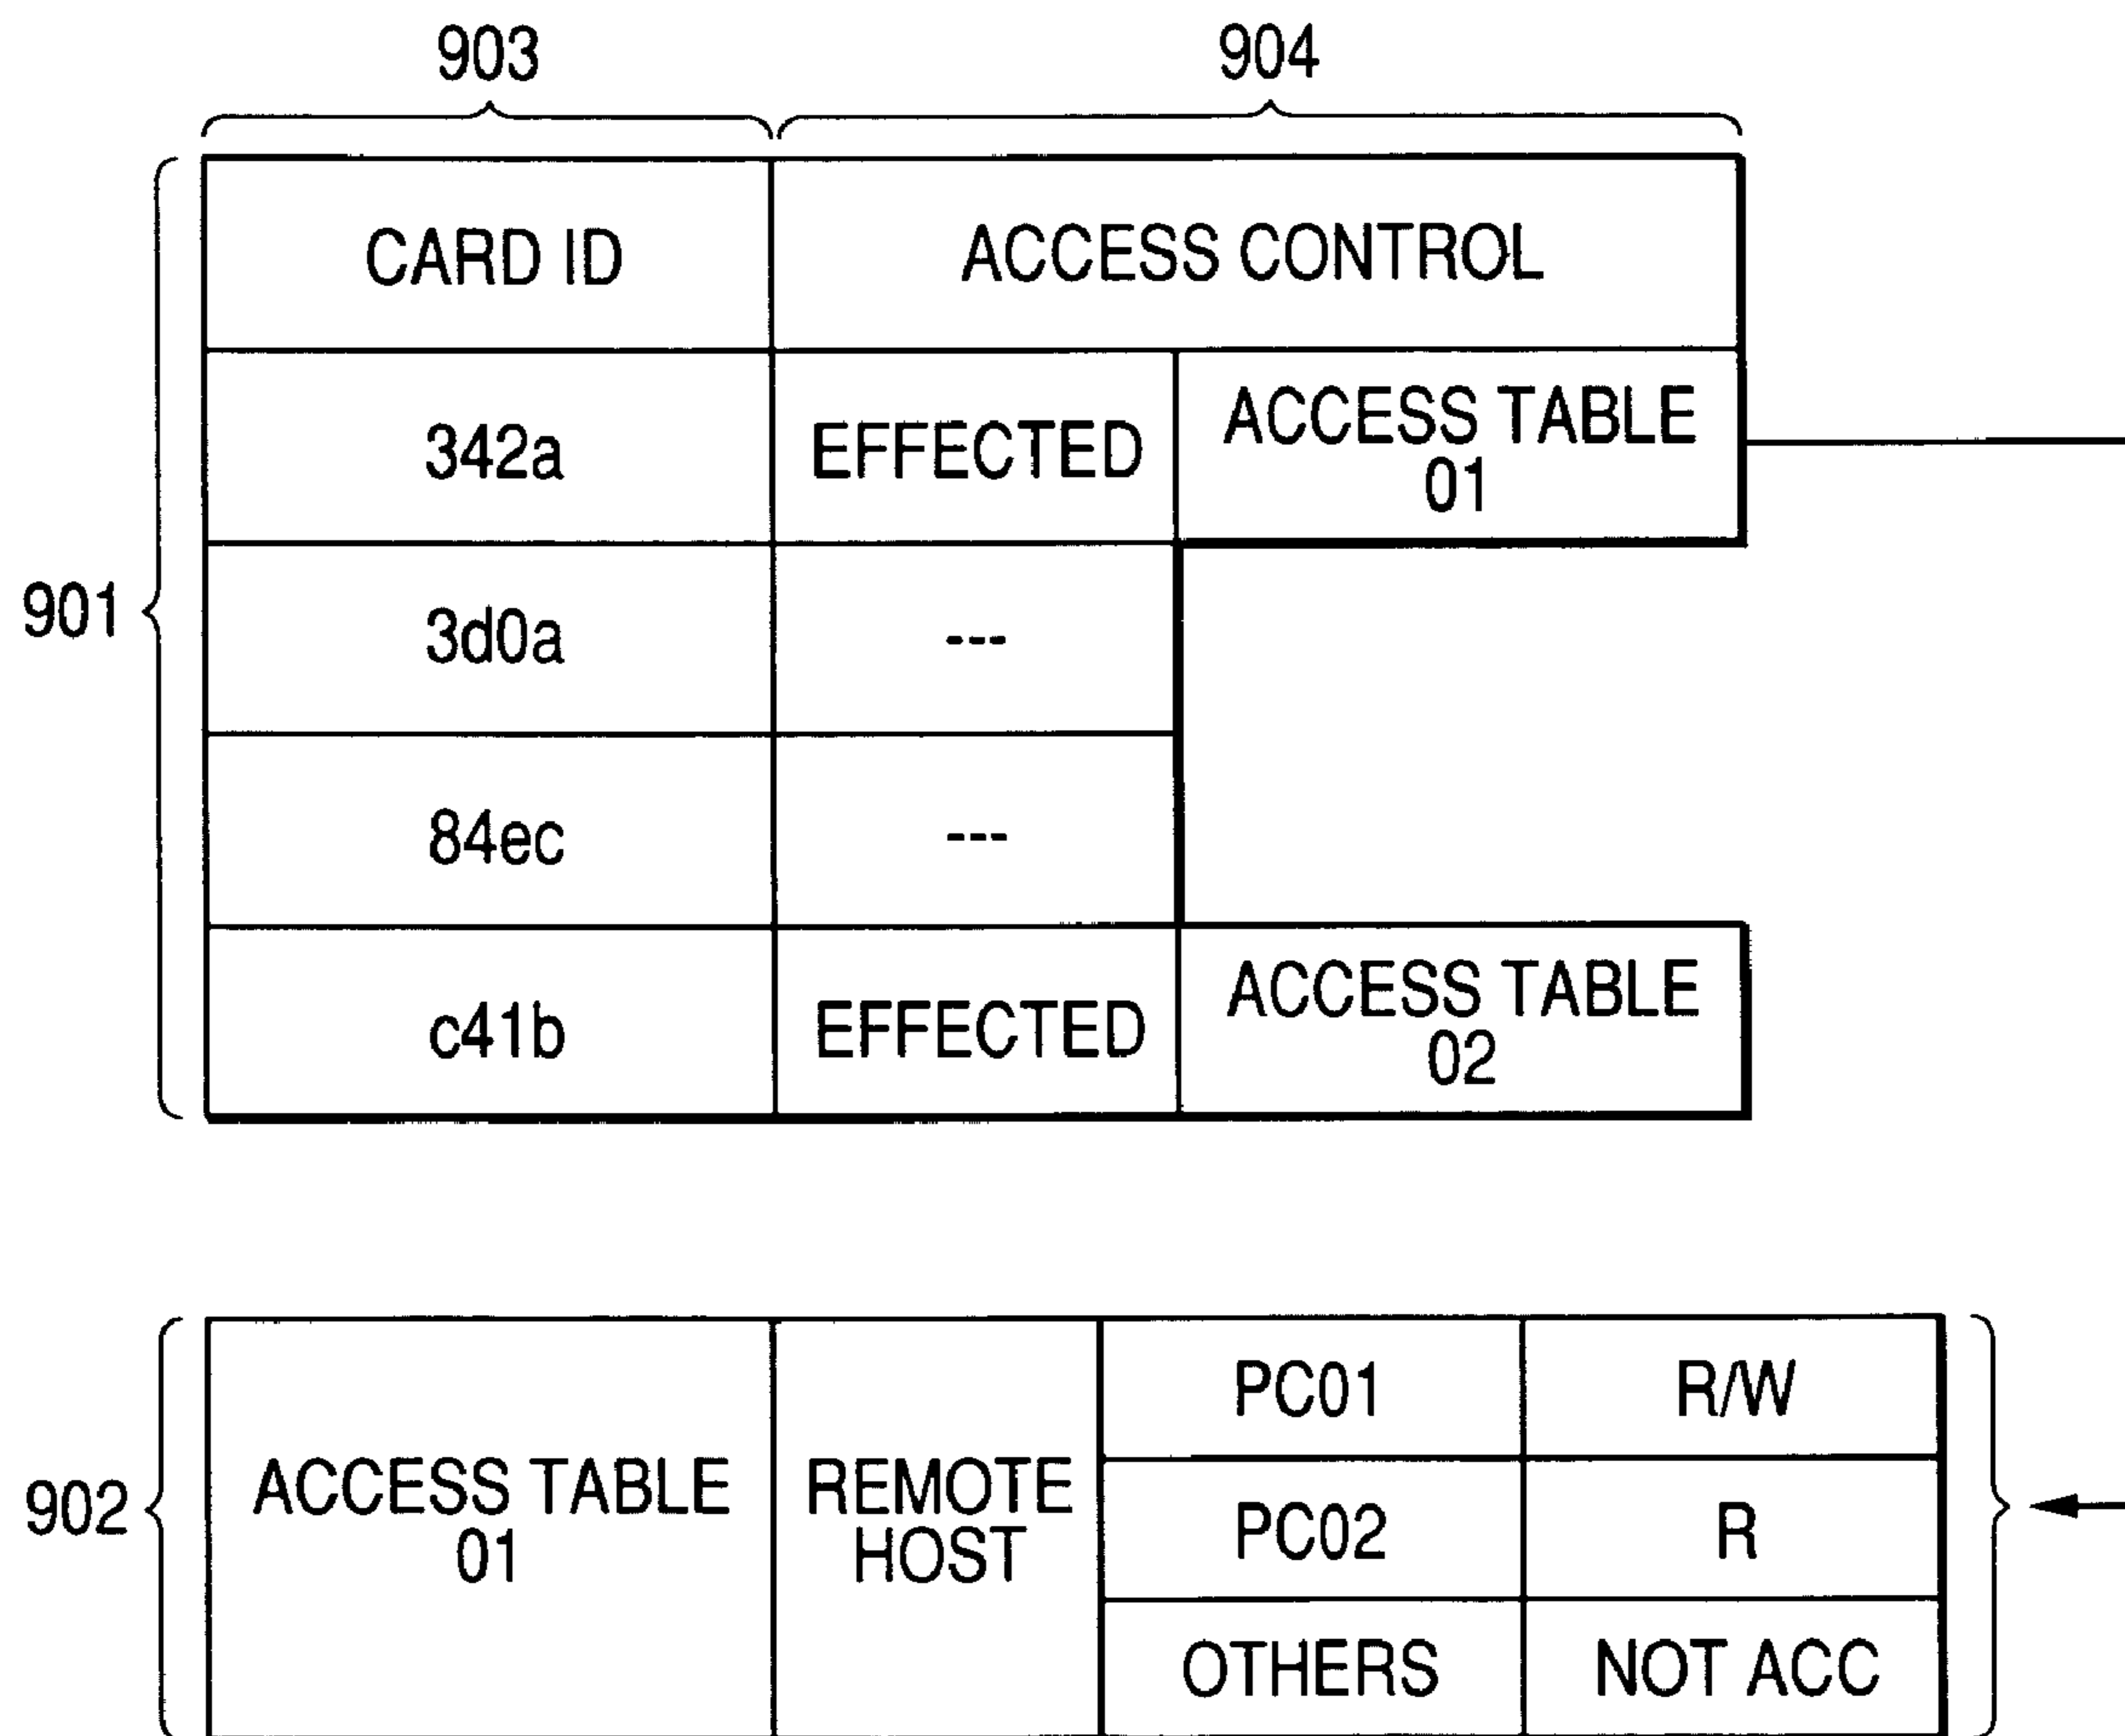 903 904
CARD ID ACCESS CONTROL
342a EFFECTED ACCESS TABLE
01
901
3d0a ---
84ec ---
c41b EFFECTED ACCESS TABLE
02
902
ACCESS TABLE
01
REMOTE
HOST
PC01 R/W
PC02 R
OTHERS NOT ACC